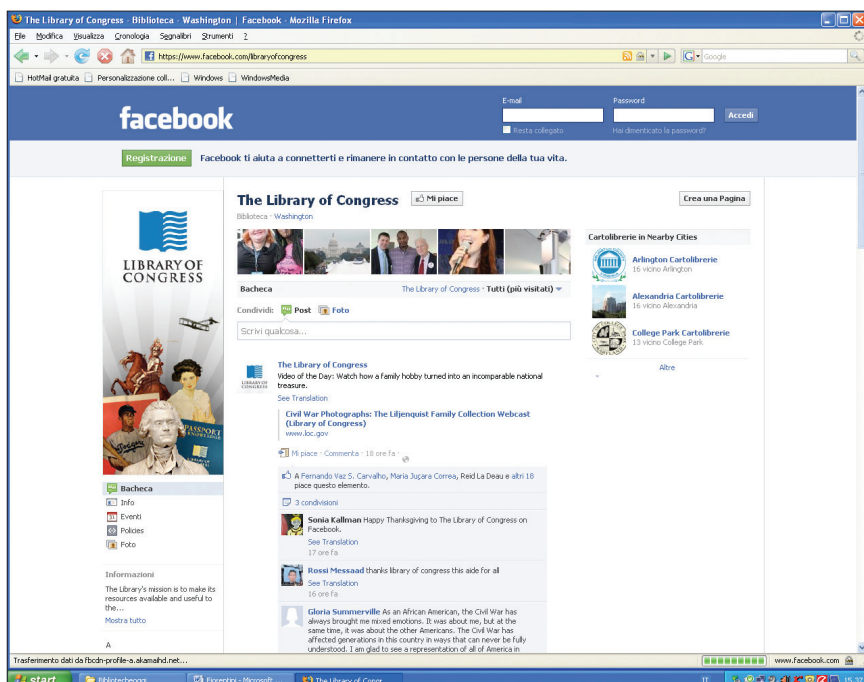 The Library of Congress - Biblioteca - Washington | Facebook - Mozilla Firefox
File Modifica Visualizza Cronologia Segnalibri Strumenti ?
https://www.facebook.com/libraryofcongress
Google
HotMail gratuita Personalizzazione coll... Windows WindowsMedia
facebook
E-mail
Password
Accedi
Resta collegato
Hai dimenticato la password?
Registrazione Facebook ti aiuta a connetterti e rimanere in contatto con le persone della tua vita.
LIBRARY OF
CONGRESS
PASSPORT
Bacheca
Info
Eventi
Policies
Foto
Informazioni
The Library's mission is to make its
resources available and useful to
the...
Mostra tutto
A
The Library of Congress Mi piace
Crea una Pagina
Biblioteca · Washington
Bacheca The Library of Congress · Tutti (più visitati)
Condividi: Post Foto
Scrivi qualcosa...
LIBRARY OF
CONGRESS
The Library of Congress
Video of the Day: Watch how a family hobby turned into an incomparable national
treasure.
See Translation
Civil War Photographs: The Liljenquist Family Collection Webcast
(Library of Congress)
www.loc.gov
Mi piace · Commenta · 18 ore fa ·
A Fernando Vaz S. Carvalho, Maria Juçara Correa, Reid La Deau e altri 18
piace questo elemento.
3 condivisioni
Sonia Kallman Happy Thanksgiving to The Library of Congress on
Facebook.
See Translation
17 ore fa
Rossi Messaad thanks library of congress this aide for all
See Translation
16 ore fa
Gloria Summerville As an African American, the Civil War has
always brought me mixed emotions. It was about me, but at the
same time, it was about the other Americans. The Civil War has
affected generations in this country in ways that can never be fully
understood. I am glad to see a representation of all of America in
Cartolibrerie in Nearby Cities
Arlington Cartolibrerie
16 vicino Arlington
Alexandria Cartolibrerie
16 vicino Alexandria
College Park Cartolibrerie
13 vicino College Park
Altre
Trasferimento dati da fbcdn-profile-a.akamaihd.net...
www.facebook.com
start Bibliotecheoggi Fiorentini - Microsoft The Library of Congr IT 15.37